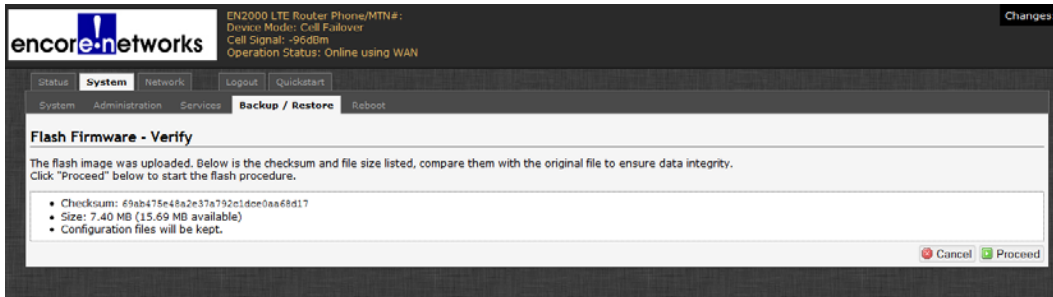 encore networks
EN2000 LTE Router Phone/MTN#:
Device Mode: Cell Failover
Cell Signal: -96dBm
Operation Status: Online using WAN
Changes
Status System Network Logout Quickstart
System Administration Services Backup / Restore Reboot
Flash Firmware - Verify
The flash image was uploaded. Below is the checksum and file size listed, compare them with the original file to ensure data integrity.
Click "Proceed" below to start the flash procedure.
• Checksum: 69ab475e48a2e37a792c1dce0aa68d17
• Size: 7.40 MB (15.69 MB available)
• Configuration files will be kept.
Cancel Proceed